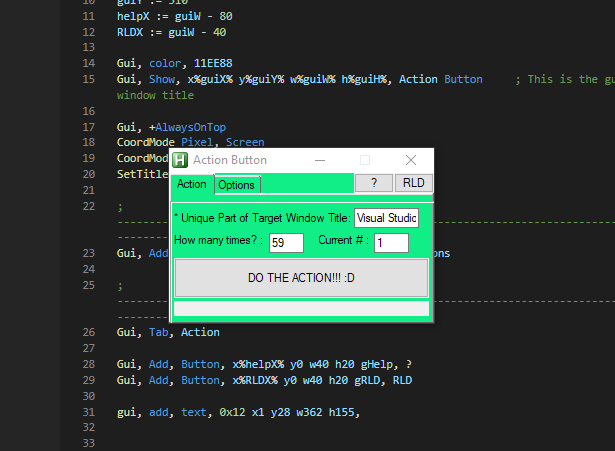 10 guiY := 510
11 helpX := guiW - 80
12 RLDX := guiW - 40
13
14 Gui, color, 11EE88
15 Gui, Show, x%guiX% y%guiY% w%guiW% h%guiH%, Action Button ; This is the gu
window title
16
17 Gui, +AlwaysOnTop
18 CoordMode Pixel, Screen
19 CoordMod
20 SetTitle
21
22 ;
Action Button
Action Options ? RLD
* Unique Part of Target Window Title: Visual Studic
How many times? : 59 Current # : 1
DO THE ACTION!!! :D
23 Gui, Add ons
24
25 ;
26 Gui, Tab, Action
27
28 Gui, Add, Button, x%helpX% y0 w40 h20 gHelp, ?
29 Gui, Add, Button, x%RLDX% y0 w40 h20 gRLD, RLD
30
31 gui, add, text, 0x12 x1 y28 w362 h155,
32
33